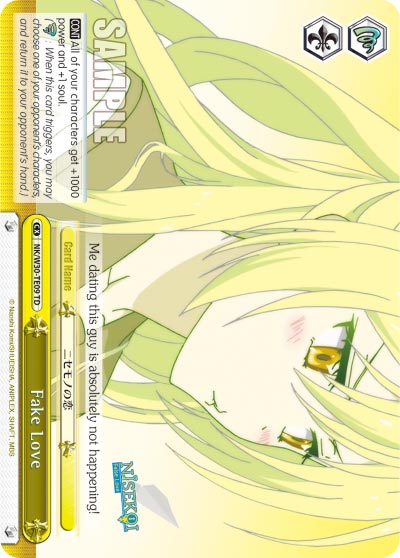 SAMPLE
CONT All of your characters get +1000
power and +1 soul.
( : When this card triggers, you may
choose one of your opponent's characters,
and return it to your opponent's hand.)
Me dating this guy is absolutely not happening!
NISEKOI
Card Name
ニセモノの恋
CX
NK/W30-TE09 TD
Fake Love
© Naoshi Komi/SHUEISHA, ANIPLEX, SHAFT, MBS